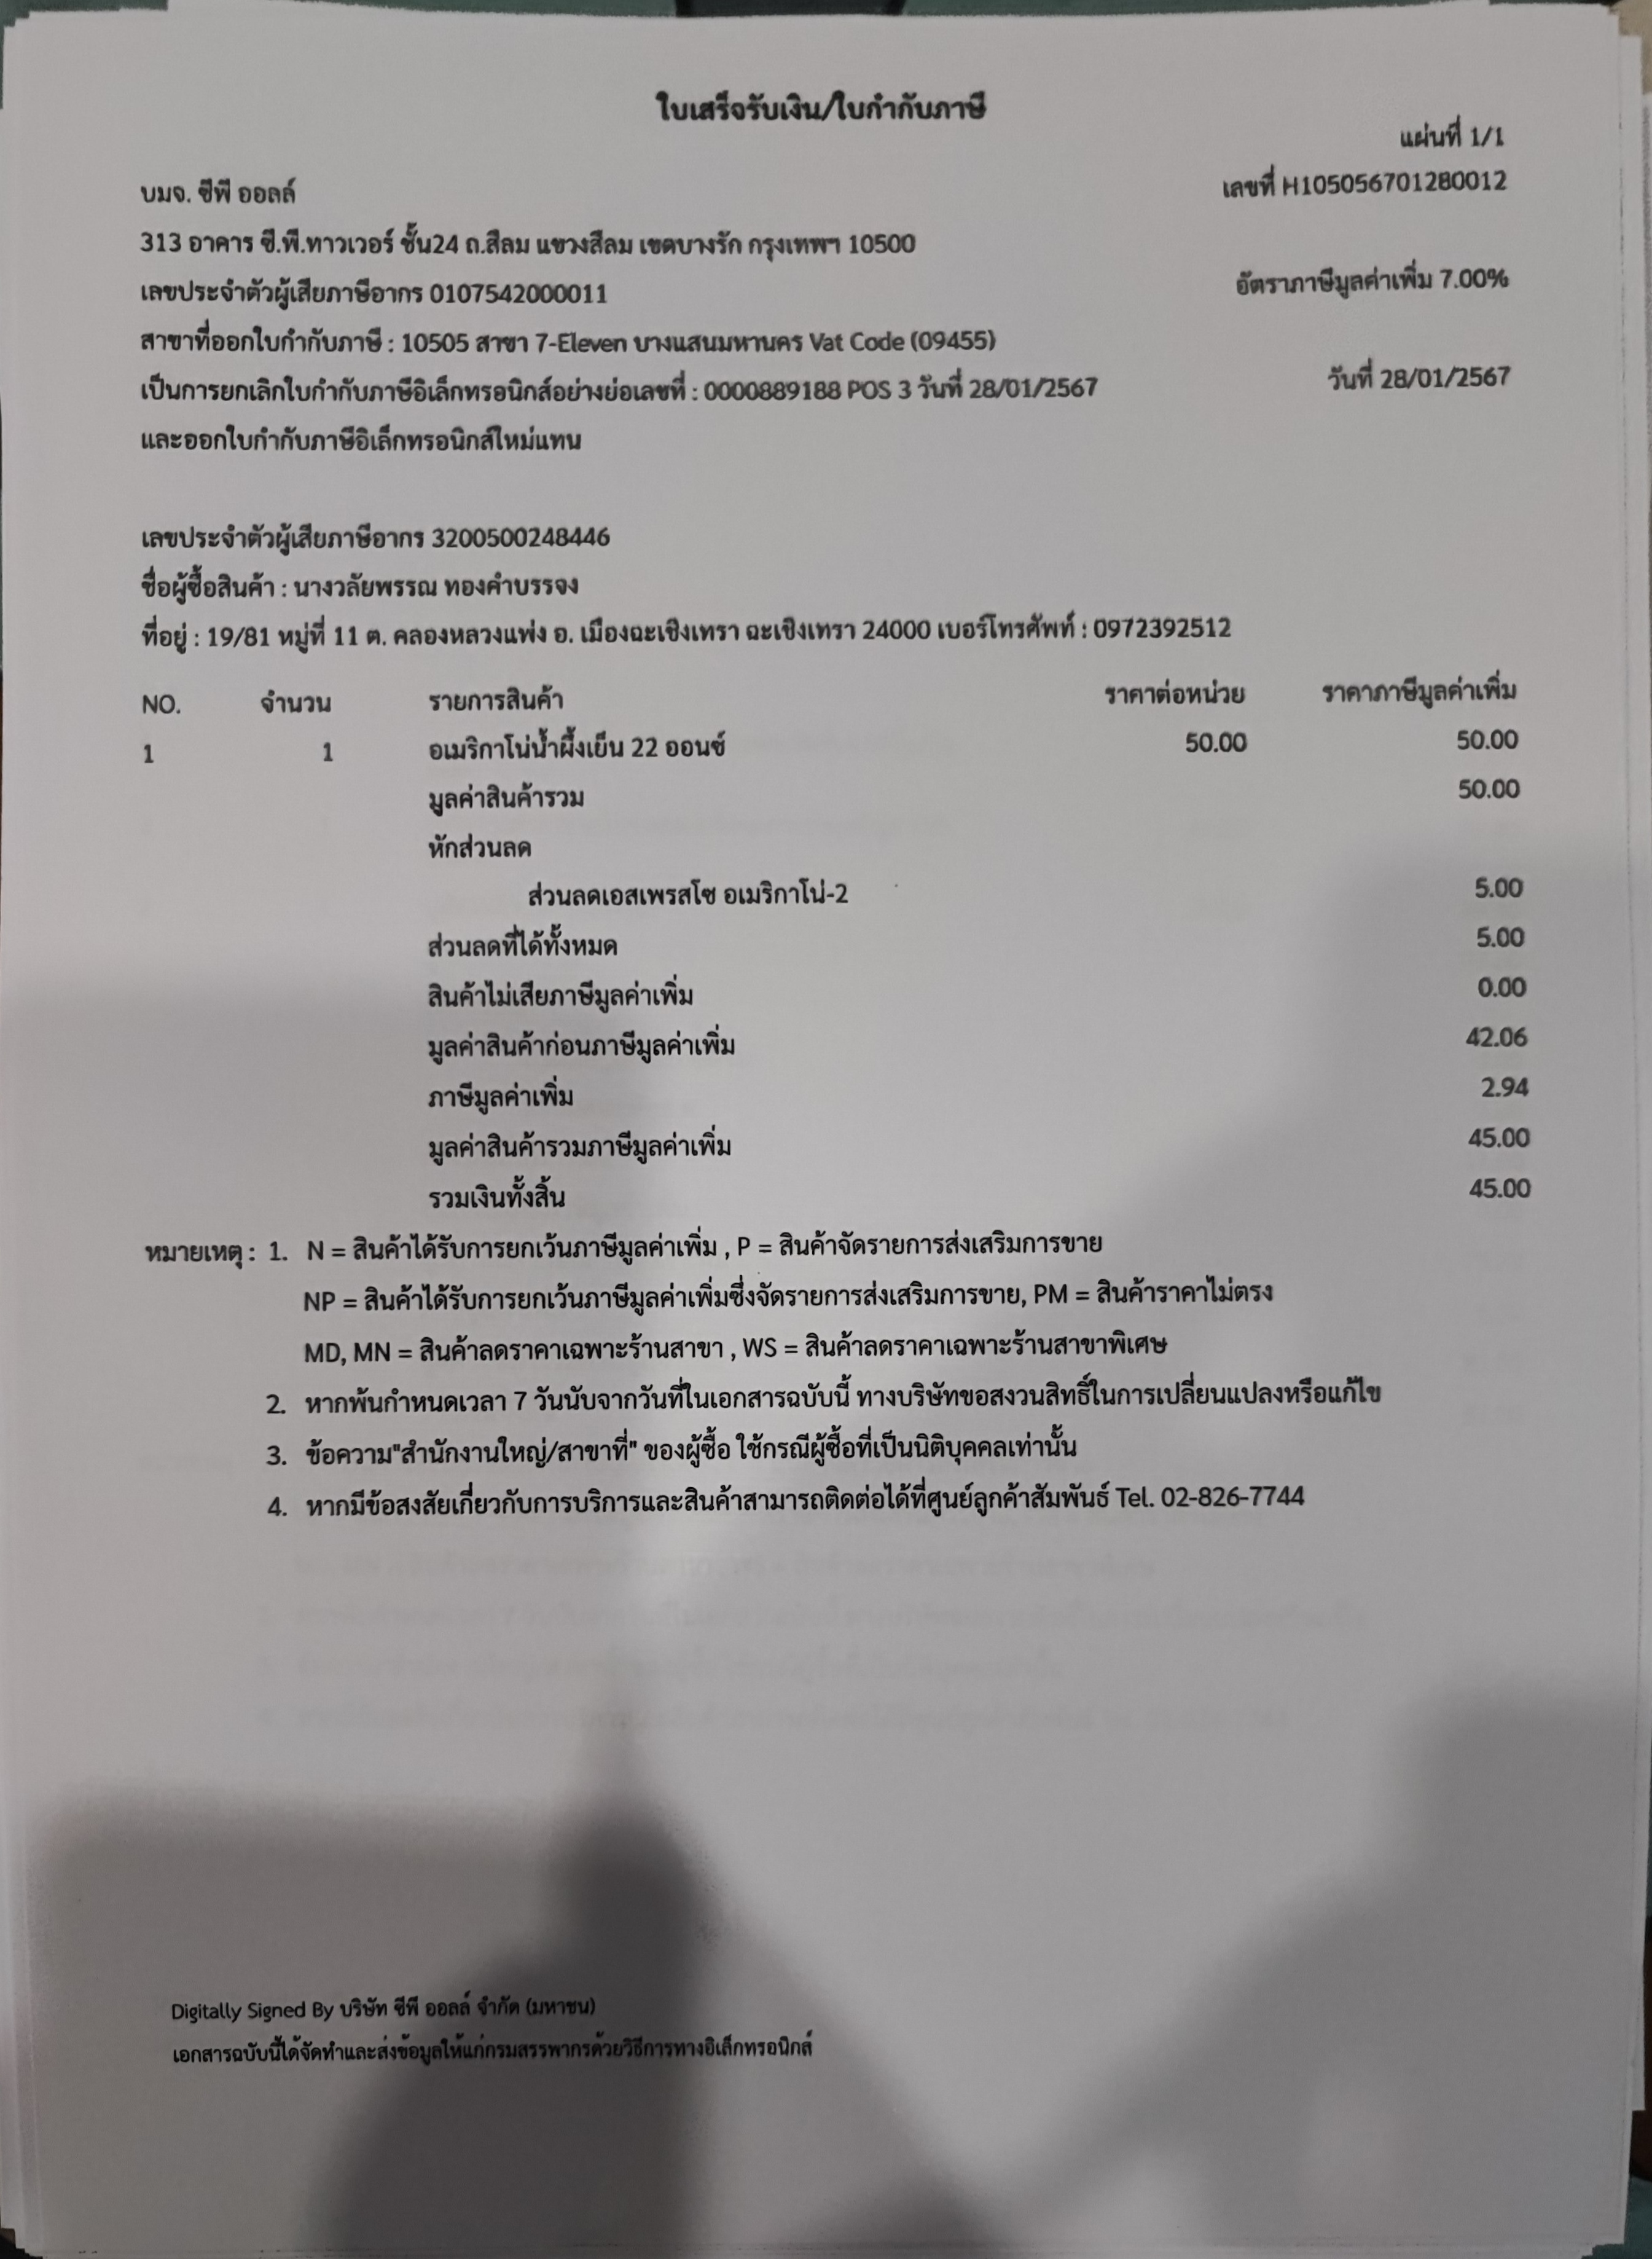 ใบเสร็จรับเงิน/ใบกำกับภาษี
แผ่นที่ 1/1
บมจ. ซีพี ออลล์
เลขที่ H105056701280012
313 อาคาร ซี.พี.ทาวเวอร์ ชั้น24 ถ.สีลม แขวงสีลม เขตบางรัก กรุงเทพฯ 10500
เลขประจำตัวผู้เสียภาษีอากร 0107542000011
อัตราภาษีมูลค่าเพิ่ม 7.00%
สาขาที่ออกใบกำกับภาษี : 10505 สาขา 7-Eleven บางแสนมหานคร Vat Code (09455)
เป็นการยกเลิกใบกำกับภาษีอิเล็กทรอนิกส์อย่างย่อเลขที่ : 0000889188 POS 3 วันที่ 28/01/2567
วันที่ 28/01/2567
และออกใบกำกับภาษีอิเล็กทรอนิกส์ใหม่แทน
เลขประจำตัวผู้เสียภาษีอากร 3200500248446
ชื่อผู้ซื้อสินค้า : นางวลัยพรรณ ทองคำบรรจง
ที่อยู่ : 19/81 หมู่ที่ 11 ต. คลองหลวงแพ่ง อ. เมืองฉะเชิงเทรา ฉะเชิงเทรา 24000 เบอร์โทรศัพท์ : 0972392512
NO. จำนวน รายการสินค้า ราคาต่อหน่วย ราคาภาษีมูลค่าเพิ่ม
1 1 อเมริกาโน่น้ำผึ้งเย็น 22 ออนซ์ 50.00 50.00
มูลค่าสินค้ารวม 50.00
หักส่วนลด
ส่วนลดเอสเพรสโซ อเมริกาโน่-2 5.00
ส่วนลดที่ได้ทั้งหมด 5.00
สินค้าไม่เสียภาษีมูลค่าเพิ่ม 0.00
มูลค่าสินค้าก่อนภาษีมูลค่าเพิ่ม 42.06
ภาษีมูลค่าเพิ่ม 2.94
มูลค่าสินค้ารวมภาษีมูลค่าเพิ่ม 45.00
รวมเงินทั้งสิ้น 45.00
หมายเหตุ : 1. N = สินค้าได้รับการยกเว้นภาษีมูลค่าเพิ่ม , P = สินค้าจัดรายการส่งเสริมการขาย
NP = สินค้าได้รับการยกเว้นภาษีมูลค่าเพิ่มซึ่งจัดรายการส่งเสริมการขาย, PM = สินค้าราคาไม่ตรง
MD, MN = สินค้าลดราคาเฉพาะร้านสาขา , WS = สินค้าลดราคาเฉพาะร้านสาขาพิเศษ
2. หากพ้นกำหนดเวลา 7 วันนับจากวันที่ในเอกสารฉบับนี้ ทางบริษัทขอสงวนสิทธิ์ในการเปลี่ยนแปลงหรือแก้ไข
3. ข้อความ"สำนักงานใหญ่/สาขาที่" ของผู้ซื้อ ใช้กรณีผู้ซื้อที่เป็นนิติบุคคลเท่านั้น
4. หากมีข้อสงสัยเกี่ยวกับการบริการและสินค้าสามารถติดต่อได้ที่ศูนย์ลูกค้าสัมพันธ์ Tel. 02-826-7744
Digitally Signed By บริษัท ซีพี ออลล์ จำกัด (มหาชน)
เอกสารฉบับนี้ได้จัดทำและส่งข้อมูลให้แก่กรมสรรพากรด้วยวิธีการทางอิเล็กทรอนิกส์